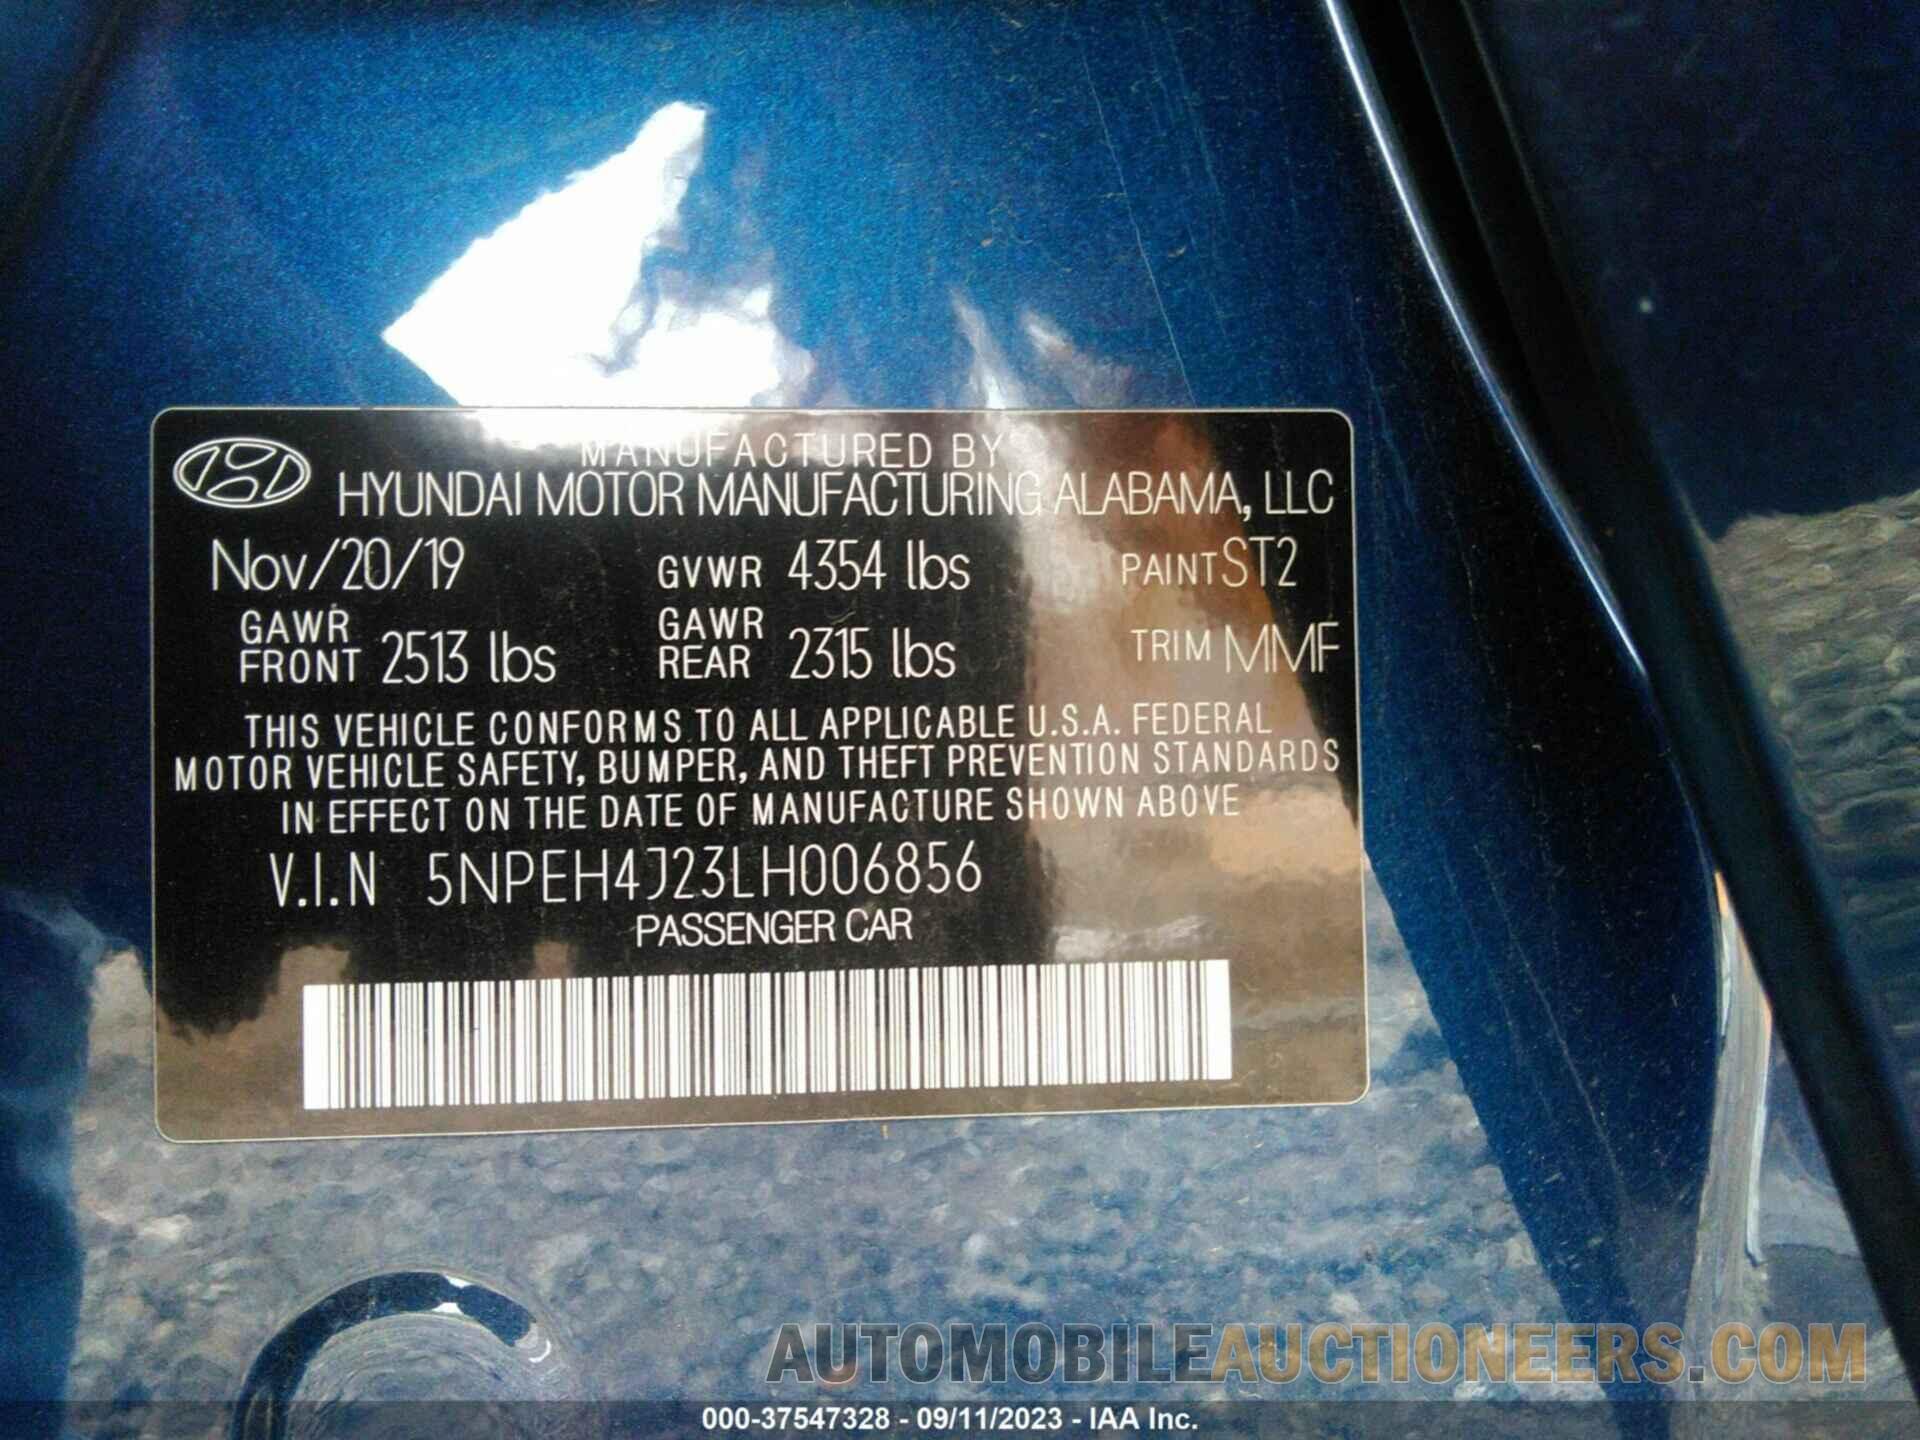 MANUFACTURED BY
HYUNDAI MOTOR MANUFACTURING ALABAMA, LLC
Nov/20/19 GVWR 4354 lbs PAINT ST2
GAWR FRONT 2513 lbs GAWR REAR 2315 lbs TRIM MMF
THIS VEHICLE CONFORMS TO ALL APPLICABLE U.S.A. FEDERAL
MOTOR VEHICLE SAFETY, BUMPER, AND THEFT PREVENTION STANDARDS
IN EFFECT ON THE DATE OF MANUFACTURE SHOWN ABOVE
V.I.N 5NPEH4J23LH006856
PASSENGER CAR
AUTOMOBILEAUCTIONEERS.COM
000-37547328 - 09/11/2023 - IAA Inc.